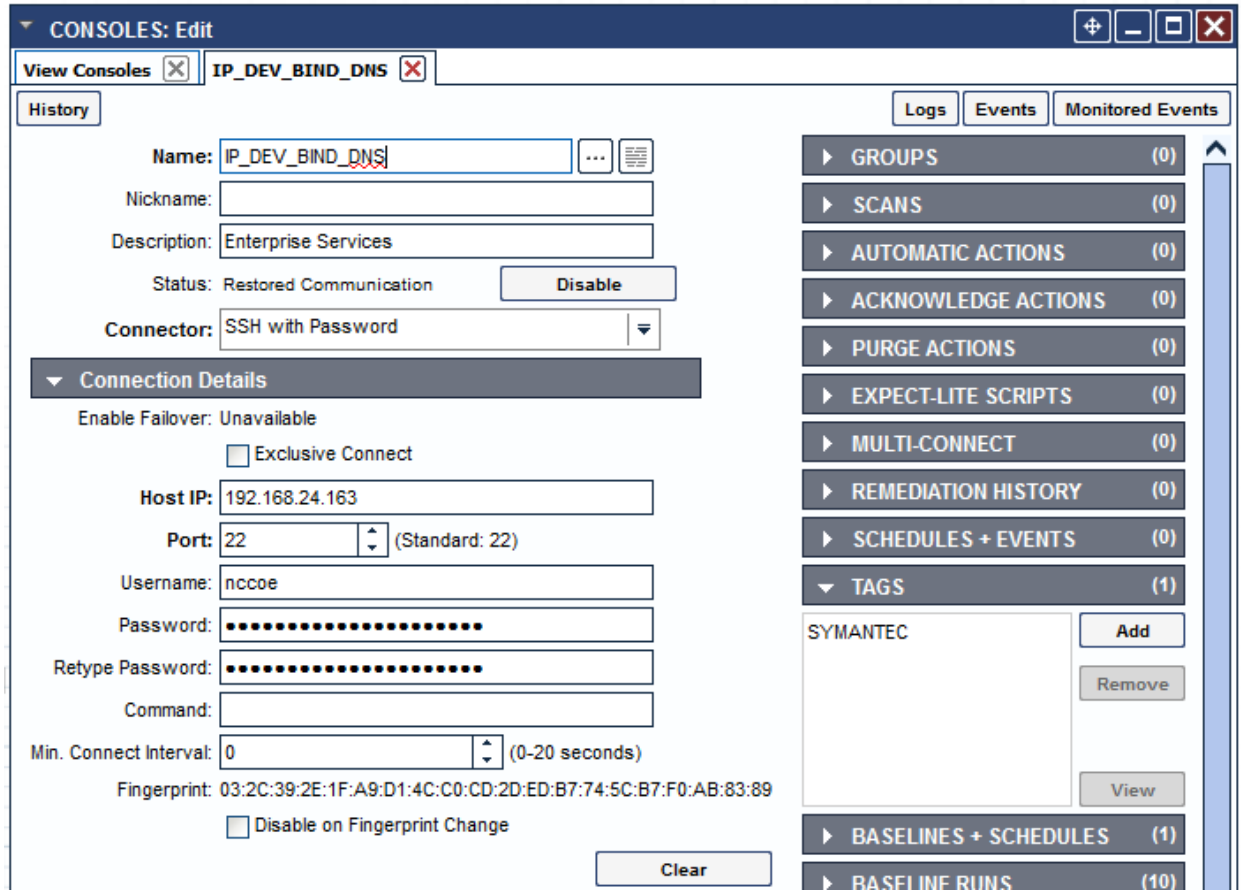 CONSOLES: Edit
View Consoles
IP_DEV_BIND_DNS
History
Logs
Events
Monitored Events
Name: IP_DEV_BIND_DNS ...
Nickname:
Description: Enterprise Services
Status: Restored Communication
Disable
Connector: SSH with Password
Connection Details
Enable Failover: Unavailable
Exclusive Connect
Host IP: 192.168.24.163
Port: 22 (Standard: 22)
Username: nccoe
Password: ●●●●●●●●●●●●●●●●●●●●●
Retype Password: ●●●●●●●●●●●●●●●●●●●●●
Command:
Min. Connect Interval: 0 (0-20 seconds)
Fingerprint: 03:2C:39:2E:1F:A9:D1:4C:C0:CD:2D:ED:B7:74:5C:B7:F0:AB:83:89
Disable on Fingerprint Change
Clear
GROUPS (0)
SCANS (0)
AUTOMATIC ACTIONS (0)
ACKNOWLEDGE ACTIONS (0)
PURGE ACTIONS (0)
EXPECT-LITE SCRIPTS (0)
MULTI-CONNECT (0)
REMEDIATION HISTORY (0)
SCHEDULES + EVENTS (0)
TAGS (1)
SYMANTEC
Add
Remove
View
BASELINES + SCHEDULES (1)
BASELINE RUNS (10)